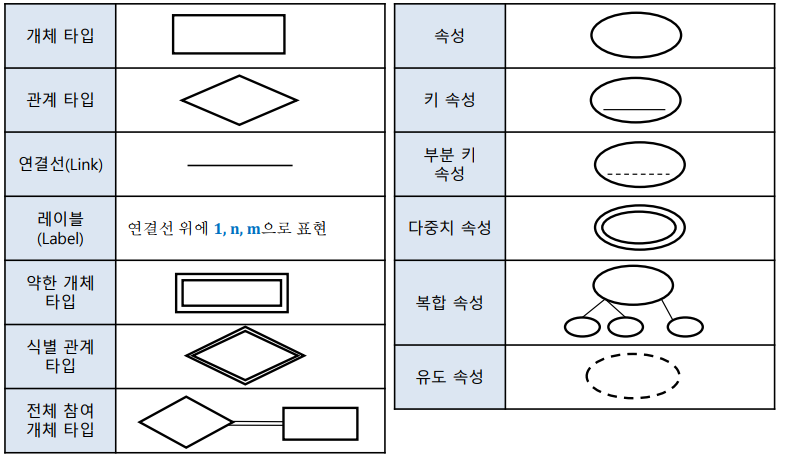 개체 타입
관계 타입
연결선(Link)
레이블
(Label)
연결선 위에 1, n, m으로 표현
약한 개체
타입
식별 관계
타입
전체 참여
개체 타입
속성
키 속성
부분 키
속성
다중치 속성
복합 속성
유도 속성